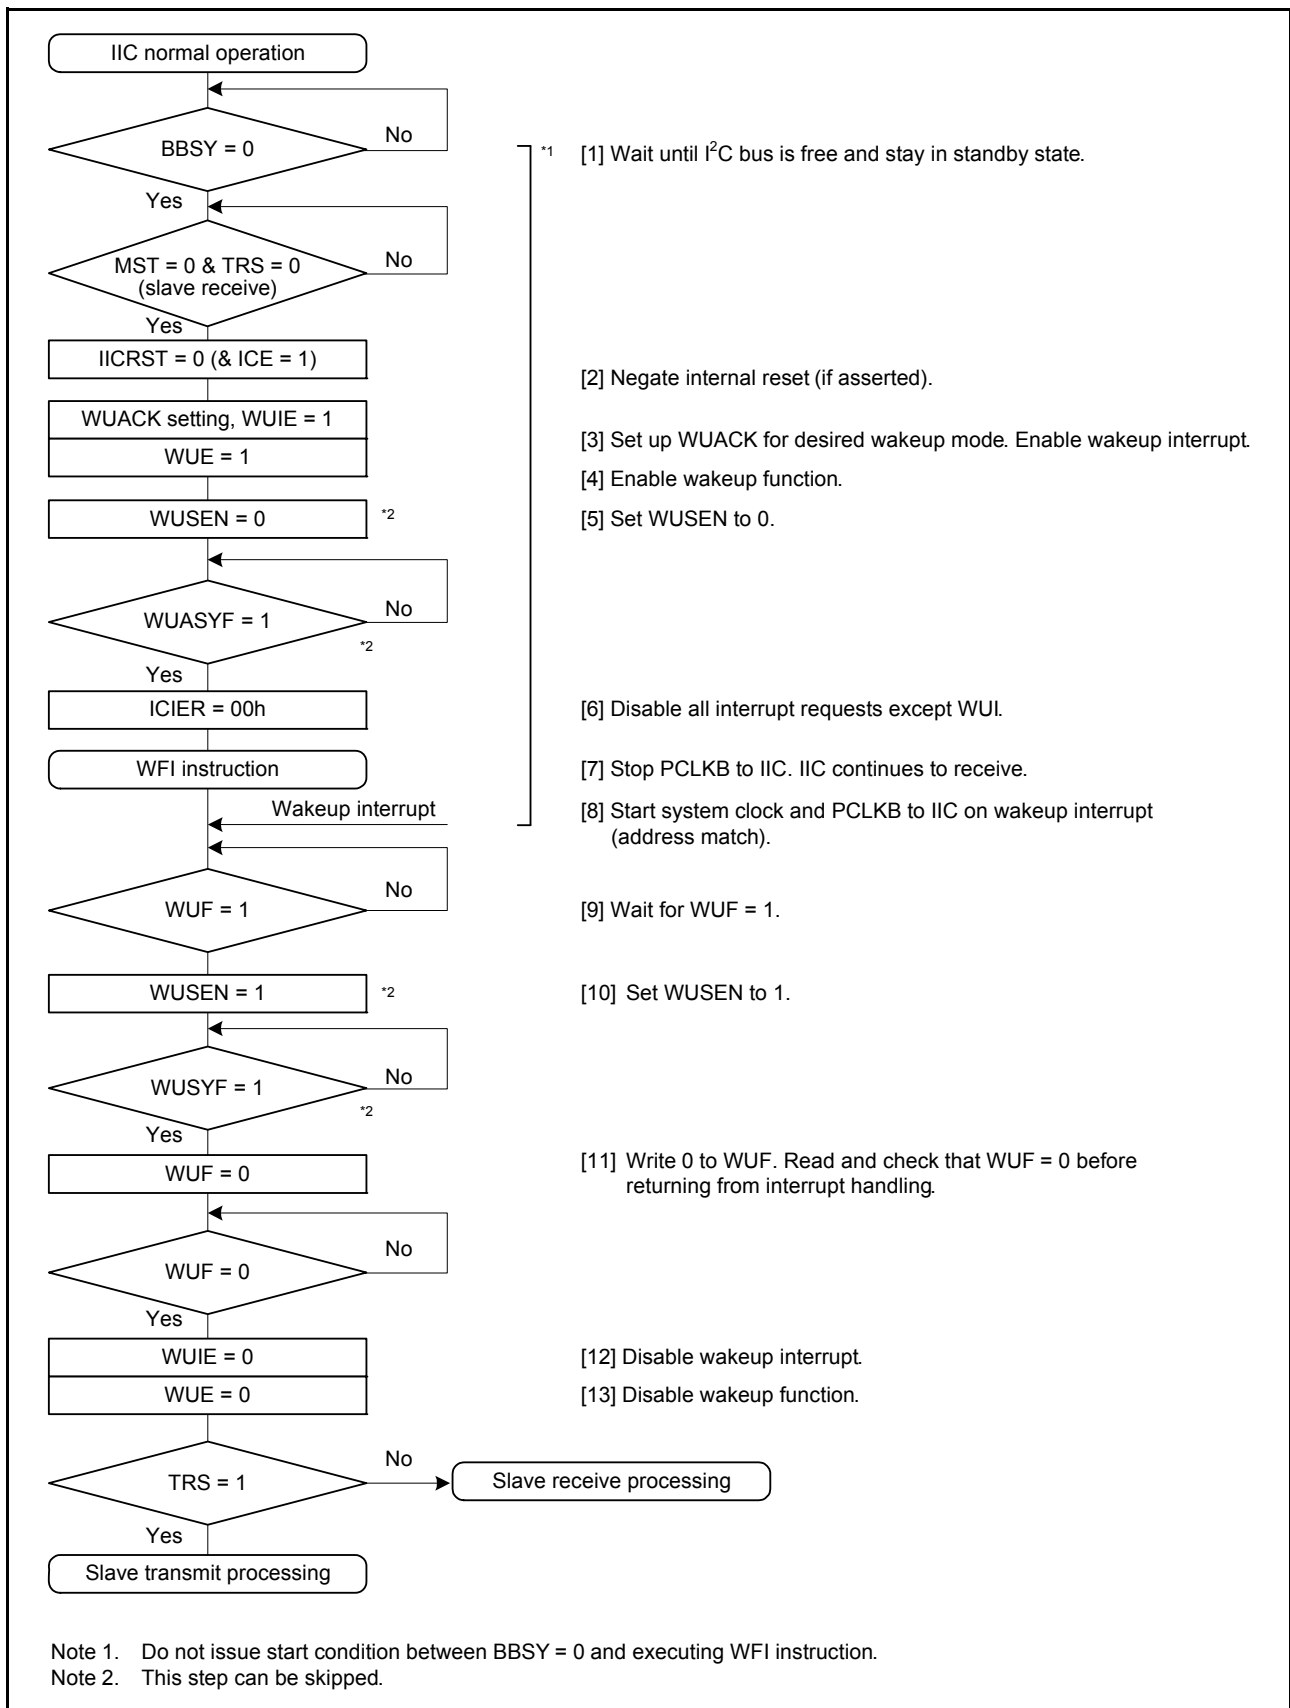 IIC normal operation
BBSY = 0
No
*1
[1] Wait until I²C bus is free and stay in standby state.
Yes
MST = 0 & TRS = 0
(slave receive)
No
Yes
IICRST = 0 (& ICE = 1)
[2] Negate internal reset (if asserted).
WUACK setting, WUIE = 1
[3] Set up WUACK for desired wakeup mode. Enable wakeup interrupt.
WUE = 1
[4] Enable wakeup function.
WUSEN = 0
*2
[5] Set WUSEN to 0.
WUASYF = 1
No
*2
Yes
ICIER = 00h
[6] Disable all interrupt requests except WUI.
WFI instruction
[7] Stop PCLKB to IIC. IIC continues to receive.
Wakeup interrupt
[8] Start system clock and PCLKB to IIC on wakeup interrupt
(address match).
WUF = 1
No
[9] Wait for WUF = 1.
WUSEN = 1
*2
[10] Set WUSEN to 1.
WUSYF = 1
No
*2
Yes
WUF = 0
[11] Write 0 to WUF. Read and check that WUF = 0 before
returning from interrupt handling.
WUF = 0
No
Yes
WUIE = 0
[12] Disable wakeup interrupt.
WUE = 0
[13] Disable wakeup function.
TRS = 1
No
Slave receive processing
Yes
Slave transmit processing
Note 1. Do not issue start condition between BBSY = 0 and executing WFI instruction.
Note 2. This step can be skipped.